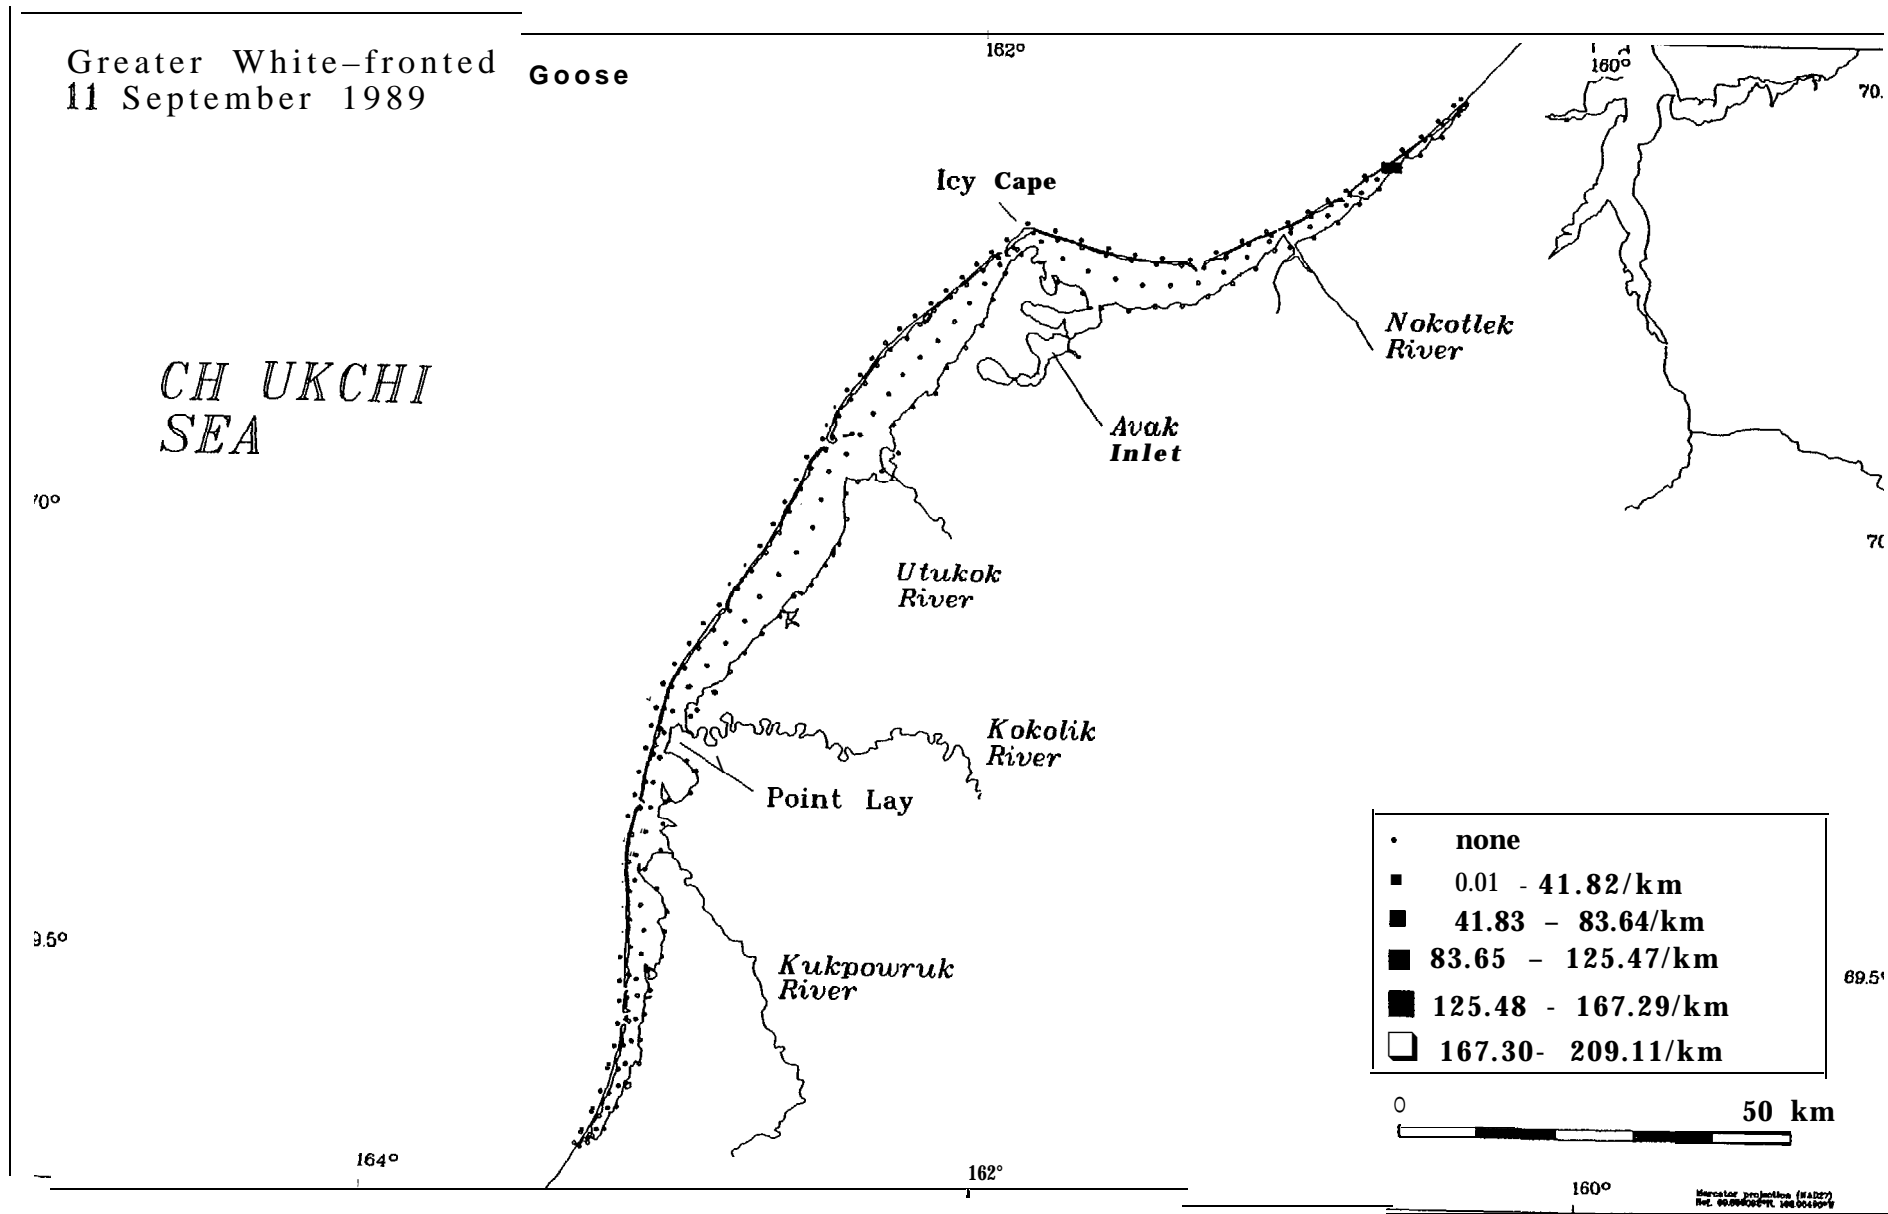 Greater White–fronted Goose
11 September 1989
162°
160°
70.
Icy Cape
Nokotlek
River
CH UKCHI
SEA
Avak
Inlet
70°
70
Utukok
River
Kokolik
River
Point Lay
none
0.01 - 41.82/km
41.83 – 83.64/km
83.65 – 125.47/km
125.48 - 167.29/km
167.30- 209.11/km
9.5°
Kukpowruk
River
69.5°
0 50 km
164°
162°
160°
Mercator projection (NAD27)